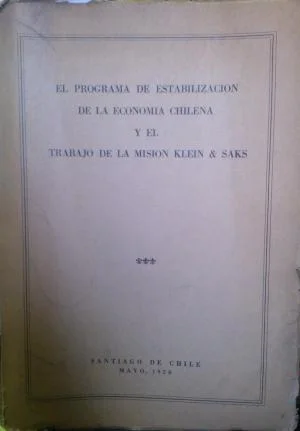 EL PROGRAMA DE ESTABILIZACION
DE LA ECONOMIA CHILENA
Y EL
TRABAJO DE LA MISION KLEIN & SAKS
SANTIAGO DE CHILE
MAYO, 1958